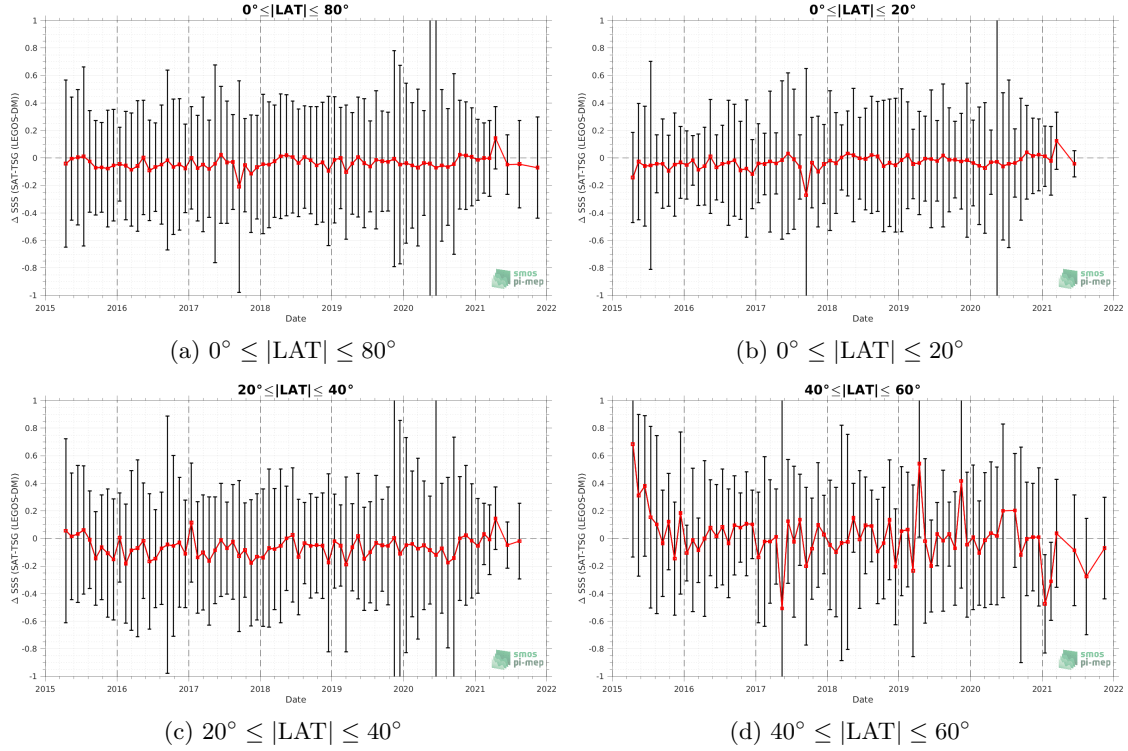 0°≤|LAT|≤ 80°
Δ SSS (SAT-TSG (LEGOS-DM))
1
0.8
0.6
0.4
0.2
0
-0.2
-0.4
-0.6
-0.8
-1
2015 2016 2017 2018 2019 2020 2021 2022
Date
smos
pi-mep
(a) 0° ≤ |LAT| ≤ 80°
0°≤|LAT|≤ 20°
Δ SSS (SAT-TSG (LEGOS-DM))
1
0.8
0.6
0.4
0.2
0
-0.2
-0.4
-0.6
-0.8
-1
2015 2016 2017 2018 2019 2020 2021 2022
Date
smos
pi-mep
(b) 0° ≤ |LAT| ≤ 20°
20°≤|LAT|≤ 40°
Δ SSS (SAT-TSG (LEGOS-DM))
1
0.8
0.6
0.4
0.2
0
-0.2
-0.4
-0.6
-0.8
-1
2015 2016 2017 2018 2019 2020 2021 2022
Date
smos
pi-mep
(c) 20° ≤ |LAT| ≤ 40°
40°≤|LAT|≤ 60°
Δ SSS (SAT-TSG (LEGOS-DM))
1
0.8
0.6
0.4
0.2
0
-0.2
-0.4
-0.6
-0.8
-1
2015 2016 2017 2018 2019 2020 2021 2022
Date
smos
pi-mep
(d) 40° ≤ |LAT| ≤ 60°